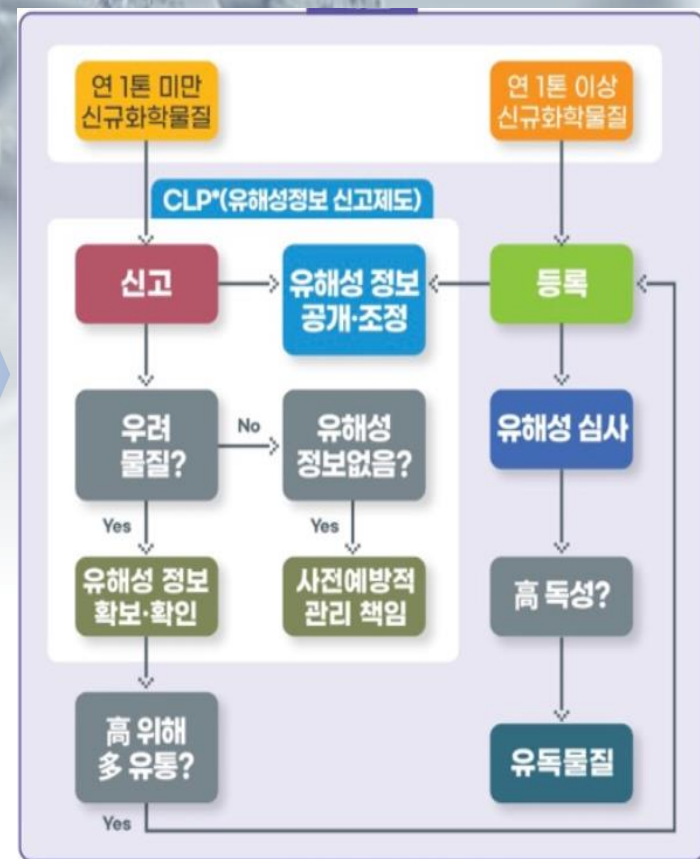 연 1톤 미만
신규화학물질
연 1톤 이상
신규화학물질
CLP*(유해성정보 신고제도)
신고
유해성 정보
공개·조정
등록
우려
물질?
No
유해성
정보없음?
유해성 심사
Yes
Yes
유해성 정보
확보·확인
사전예방적
관리 책임
高 독성?
高 위해
多 유통?
유독물질
Yes